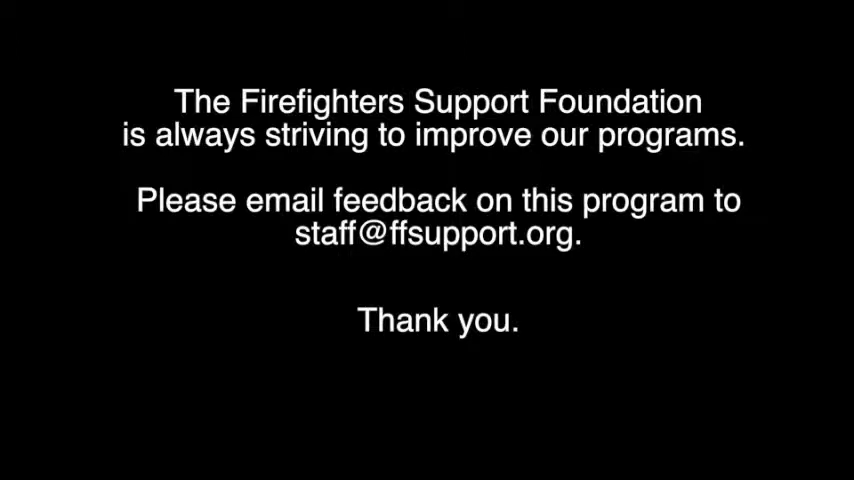 The Firefighters Support Foundation
is always striving to improve our programs.
Please email feedback on this program to
staff@ffsupport.org.
Thank you.